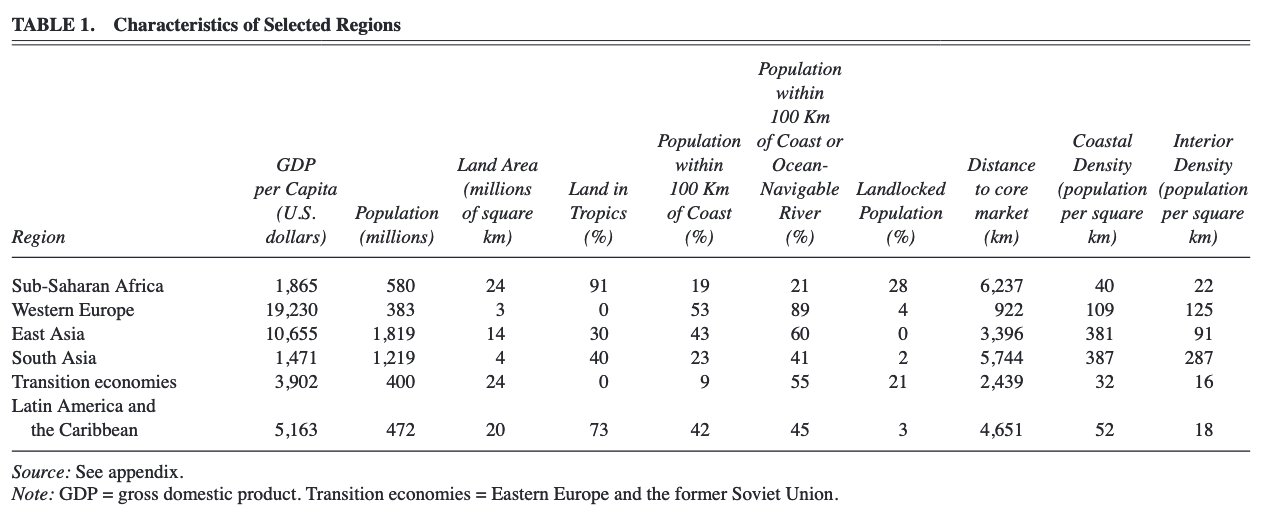 TABLE 1. Characteristics of Selected Regions
Population
within
100 Km
Population of Coast or Coastal Interior
GDP Land Area within Ocean- Distance Density Density
per Capita (millions Land in 100 Km Navigable Landlocked to core (population (population
(U.S. Population of square Tropics of Coast River Population market per square per square
Region dollars) (millions) km) (%) (%) (%) (%) (km) km) km)
Sub-Saharan Africa 1,865 580 24 91 19 21 28 6,237 40 22
Western Europe 19,230 383 3 0 53 89 4 922 109 125
East Asia 10,655 1,819 14 30 43 60 0 3,396 381 91
South Asia 1,471 1,219 4 40 23 41 2 5,744 387 287
Transition economies 3,902 400 24 0 9 55 21 2,439 32 16
Latin America and
the Caribbean 5,163 472 20 73 42 45 3 4,651 52 18
Source: See appendix.
Note: GDP = gross domestic product. Transition economies = Eastern Europe and the former Soviet Union.